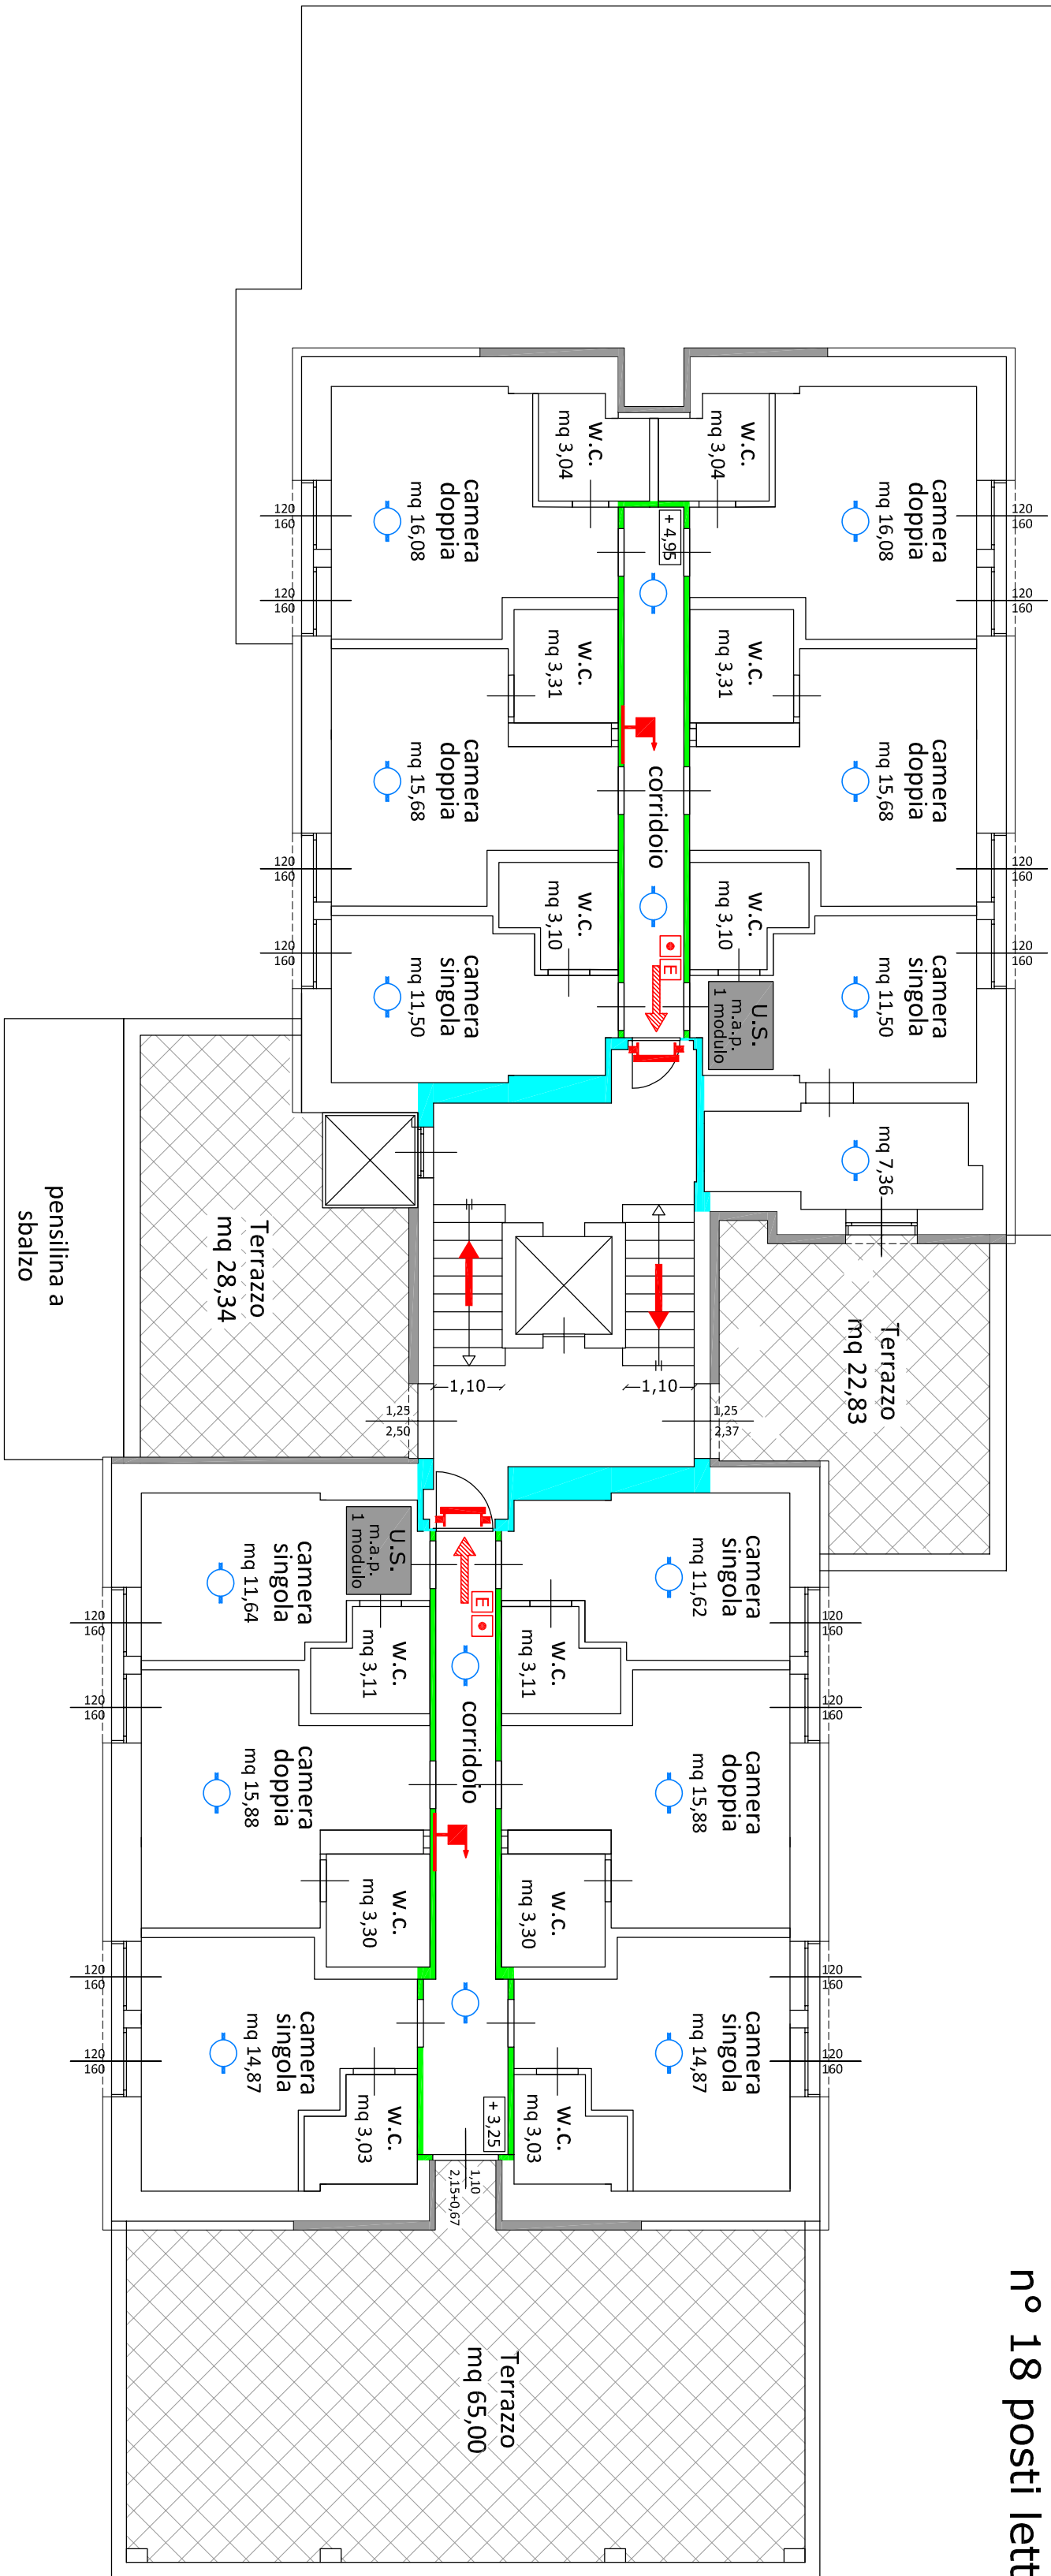 n° 18 posti lett
120
160
120
160
120
160
120
160
camera
doppia
mq 16,08
camera
doppia
mq 15,68
camera
singola
mq 11,50
mq 7,36
Terrazzo
mq 22,83
120
160
120
160
120
160
120
160
w.c.
mq 3,04
w.c.
mq 3,31
w.c.
mq 3,10
U.S.
m.a.p.
1 modulo
1,25
2,37
camera
singola
mq 11,62
camera
doppia
mq 15,88
camera
singola
mq 14,87
+ 4,95
corridoio
E
1,10
w.c.
mq 3,11
w.c.
mq 3,30
w.c.
mq 3,03
w.c.
mq 3,04
w.c.
mq 3,31
w.c.
mq 3,10
1,10
E
corridoio
+ 3,25
1,10
2,15+0,67
Terrazzo
mq 65,00
camera
doppia
mq 16,08
camera
doppia
mq 15,68
camera
singola
mq 11,50
1,25
2,50
U.S.
m.a.p.
1 modulo
w.c.
mq 3,11
w.c.
mq 3,30
w.c.
mq 3,03
120
160
120
160
120
160
120
160
Terrazzo
mq 28,34
camera
singola
mq 11,64
camera
doppia
mq 15,88
camera
singola
mq 14,87
120
160
120
160
120
160
120
160
pensilina a
sbalzo